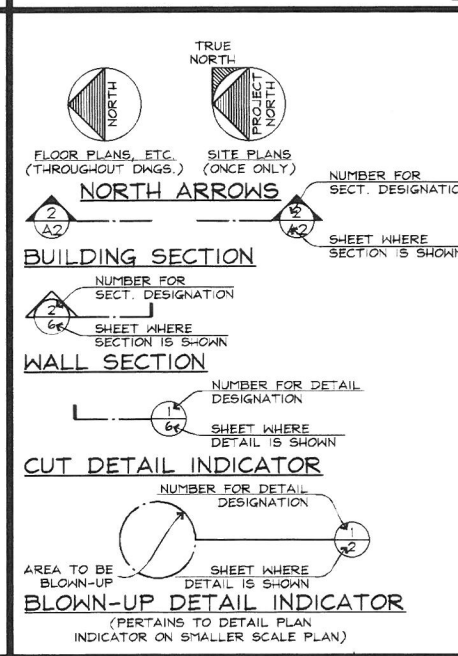 TRUE
NORTH
NORTH
PROJECT
NORTH
FLOOR PLANS, ETC.
(THROUGHOUT DWGS.)
SITE PLANS
(ONCE ONLY)
NORTH ARROWS
NUMBER FOR
SECT. DESIGNATIO
2
A2
2
A2
SHEET WHERE
SECTION IS SHOWN
BUILDING SECTION
NUMBER FOR
SECT. DESIGNATION
2
6
SHEET WHERE
SECTION IS SHOWN
WALL SECTION
NUMBER FOR DETAIL
DESIGNATION
1
6
SHEET WHERE
DETAIL IS SHOWN
CUT DETAIL INDICATOR
NUMBER FOR DETAIL
DESIGNATION
1
2
AREA TO BE
BLOWN-UP
SHEET WHERE
DETAIL IS SHOWN
BLOWN-UP DETAIL INDICATOR
(PERTAINS TO DETAIL PLAN
INDICATOR ON SMALLER SCALE PLAN)